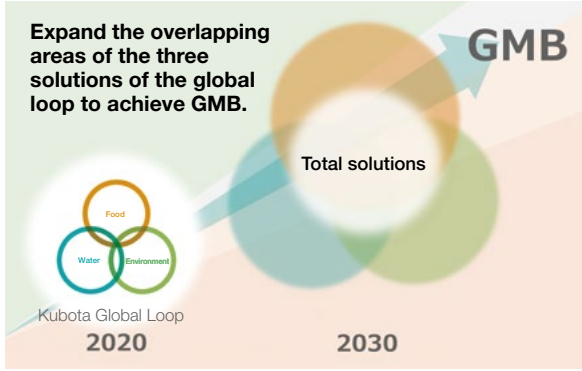 Expand the overlapping
areas of the three
solutions of the global
loop to achieve GMB.
GMB
Total solutions
Food
Water
Environment
Kubota Global Loop
2020
2030